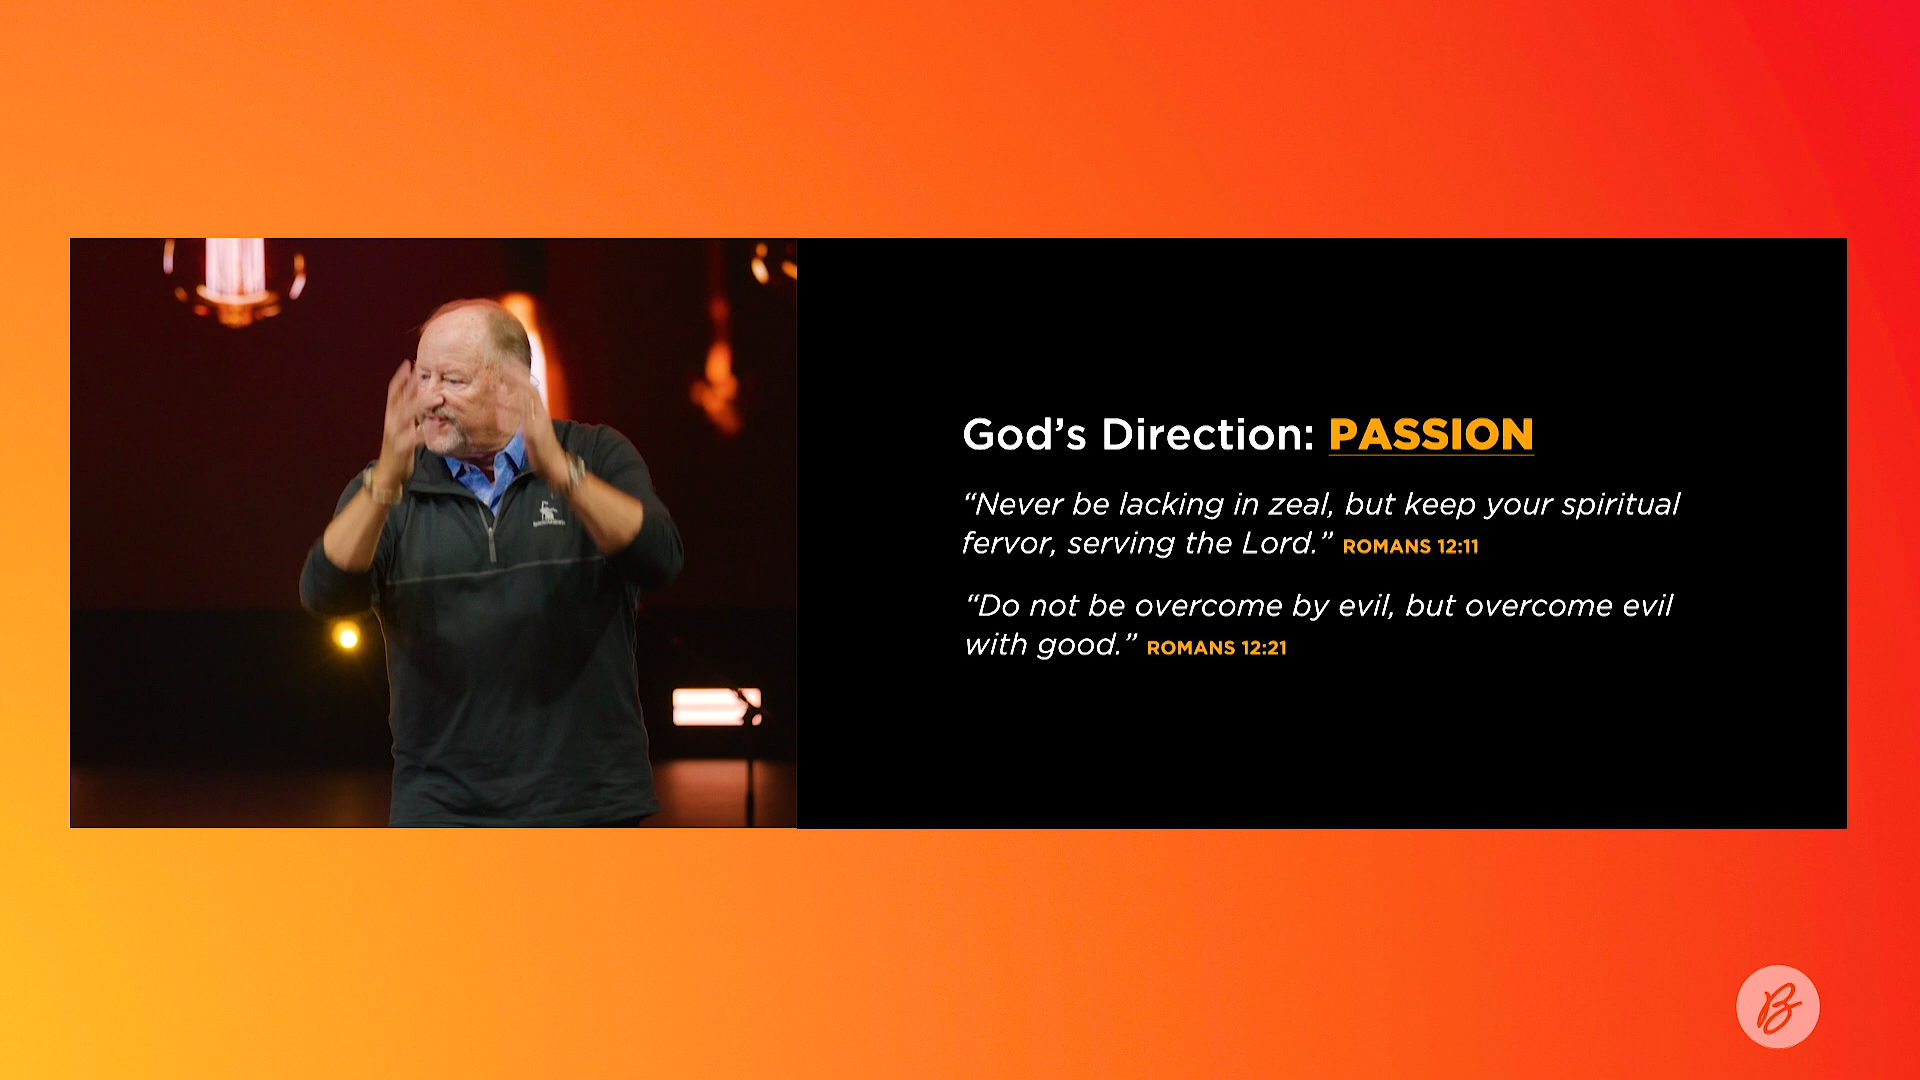 God’s Direction: PASSION
“Never be lacking in zeal, but keep your spiritual
fervor, serving the Lord.” ROMANS 12:11
“Do not be overcome by evil, but overcome evil
with good.” ROMANS 12:21
B